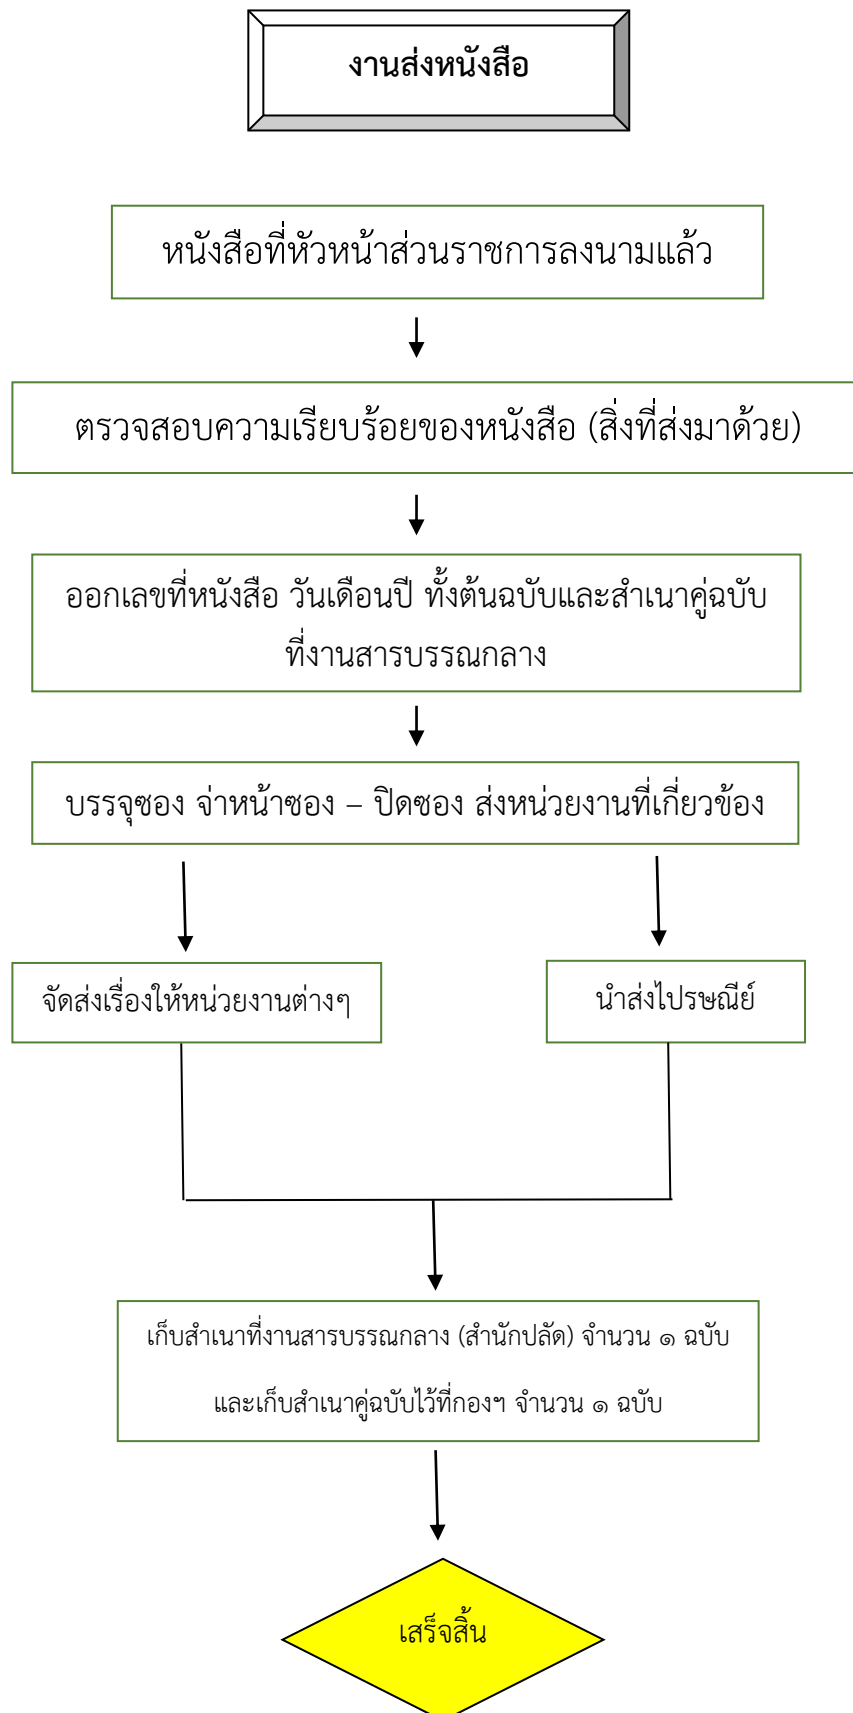 งานส่งหนังสือ
หนังสือที่หัวหน้าส่วนราชการลงนามแล้ว
ตรวจสอบความเรียบร้อยของหนังสือ (สิ่งที่ส่งมาด้วย)
ออกเลขที่หนังสือ วันเดือนปี ทั้งต้นฉบับและสำเนาคู่ฉบับ
ที่งานสารบรรณกลาง
บรรจุซอง จ่าหน้าซอง – ปิดซอง ส่งหน่วยงานที่เกี่ยวข้อง
จัดส่งเรื่องให้หน่วยงานต่างๆ
นำส่งไปรษณีย์
เก็บสำเนาที่งานสารบรรณกลาง (สำนักปลัด) จำนวน ๑ ฉบับ
และเก็บสำเนาคู่ฉบับไว้ที่กองฯ จำนวน ๑ ฉบับ
เสร็จสิ้น